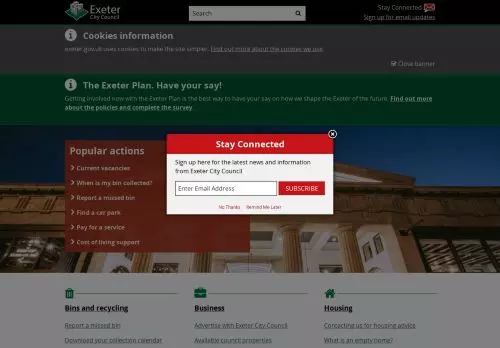 Exeter
City Council
Search
Stay Connected
Sign up for email updates
Cookies information
exeter.gov.uk uses cookies to make the site simpler. Find out more about the cookies we use
Close banner
The Exeter Plan. Have your say!
Getting involved now with the Exeter Plan is the best way to have your say on how we shape the Exeter of the future. Find out more
about the policies and complete the survey
Popular actions
Current vacancies
When is my bin collected?
Report a missed bin
Find a car park
Pay for a service
Cost of living support
Stay Connected
Sign up here for the latest news and information
from Exeter City Council
Enter Email Address
SUBSCRIBE
No Thanks
Remind Me Later
Bins and recycling
Business
Housing
Report a missed bin
Advertise with Exeter City Council
Contacting us for housing advice
Download your collection calendar
Available council properties
What is an empty home?